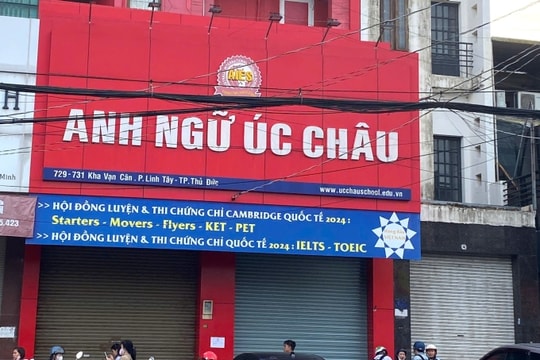 AIES
ANH NGỮ ÚC CHÂU
729-731 Kha Vạn Cân . P. Linh Tây - TP. Thủ Đức
www.ucchauschool.edu.vn
>> HỘI ĐỒNG LUYỆN & THI CHỨNG CHỈ CAMBRIDGE QUỐC TẾ 2024 :
Starters - Movers - Flyers - KET - PET
>> HỘI ĐỒNG LUYỆN & THI CHỨNG CHỈ QUỐC TẾ 2024 : IELTS - TOEIC
Minh
5.423